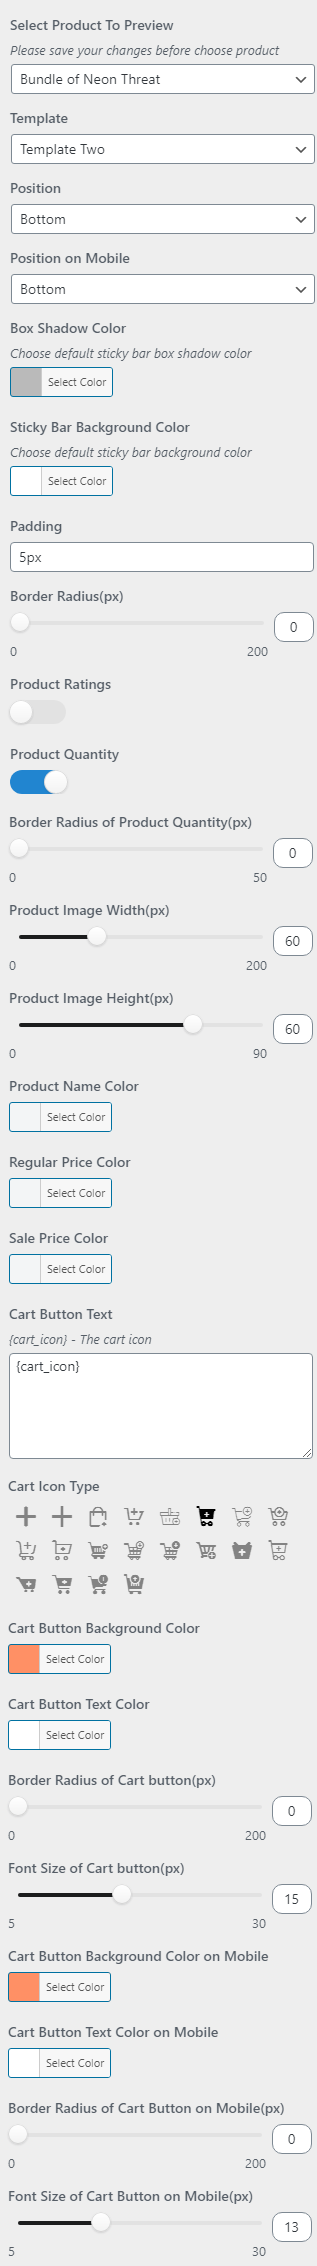 Select Product To Preview
Please save your changes before choose product
Bundle of Neon Threat
Template
Template Two
Position
Bottom
Position on Mobile
Bottom
Box Shadow Color
Choose default sticky bar box shadow color
Select Color
Sticky Bar Background Color
Choose default sticky bar background color
Select Color
Padding
5px
Border Radius(px)
0
0 200
Product Ratings
Product Quantity
Border Radius of Product Quantity(px)
0
0 50
Product Image Width(px)
60
0 200
Product Image Height(px)
60
0 90
Product Name Color
Select Color
Regular Price Color
Select Color
Sale Price Color
Select Color
Cart Button Text
{cart_icon} - The cart icon
{cart_icon}
Cart Icon Type
Cart Button Background Color
Select Color
Cart Button Text Color
Select Color
Border Radius of Cart button(px)
0
0 200
Font Size of Cart button(px)
15
5 30
Cart Button Background Color on Mobile
Select Color
Cart Button Text Color on Mobile
Select Color
Border Radius of Cart Button on Mobile(px)
0
0 200
Font Size of Cart Button on Mobile(px)
13
5 30